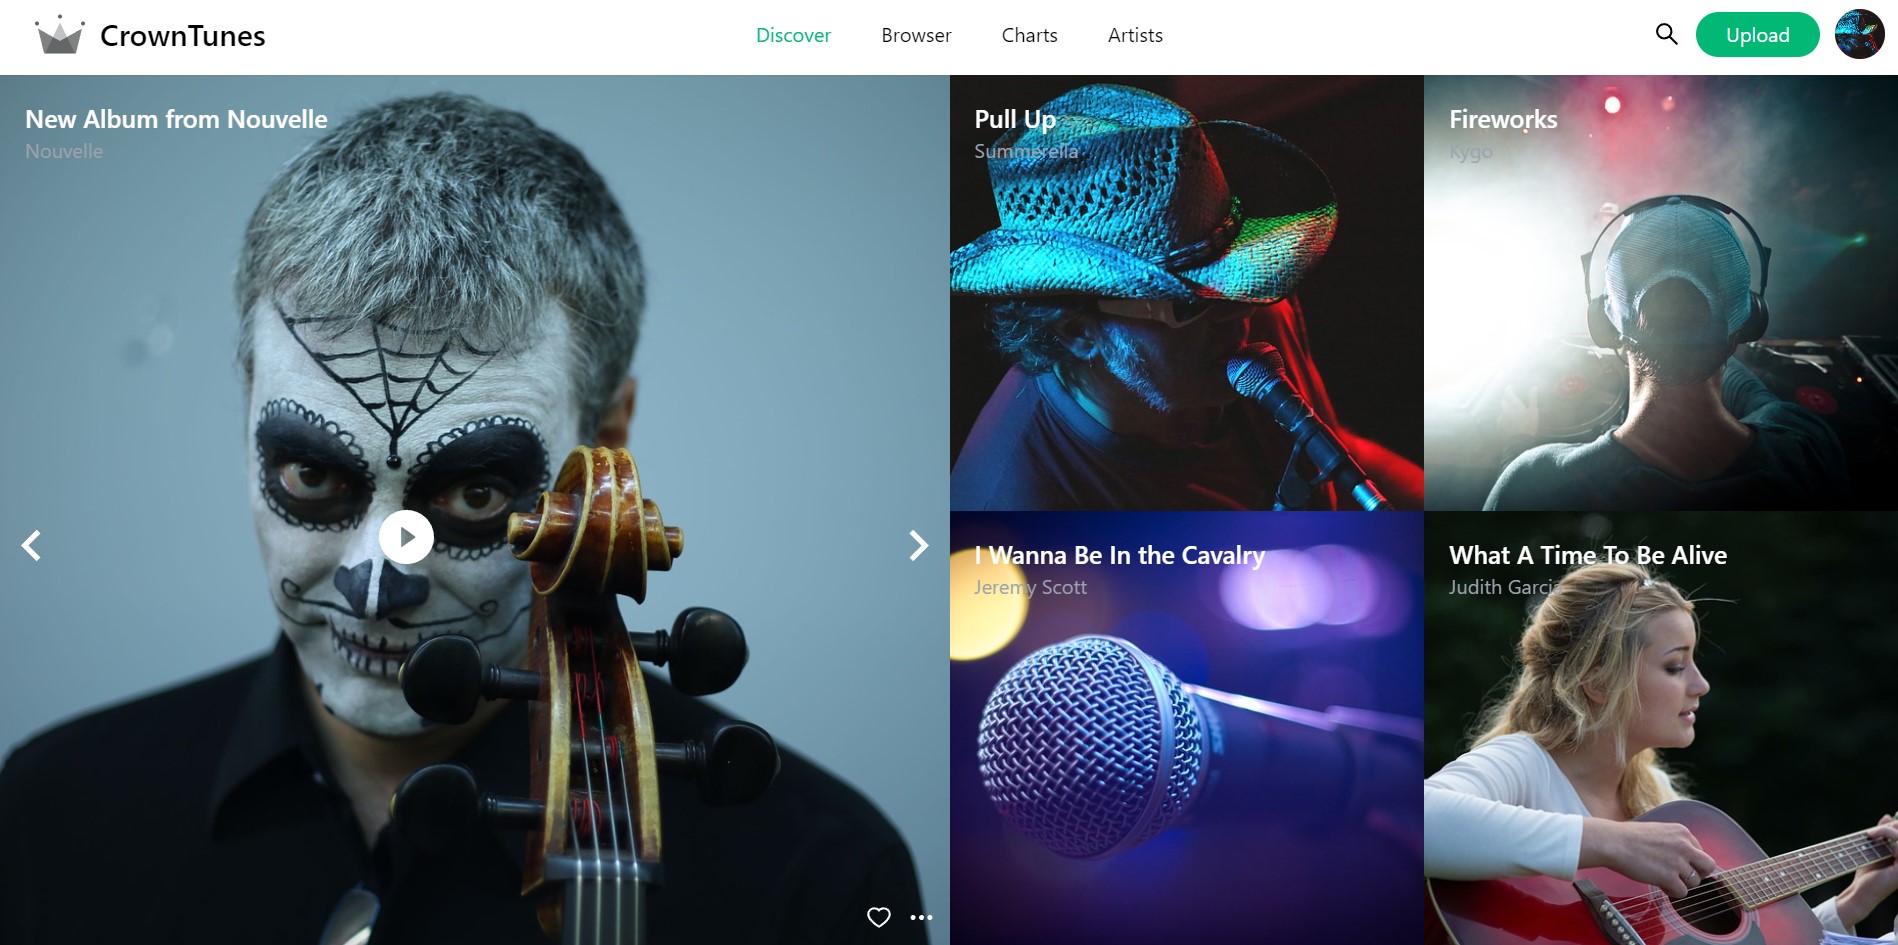 CrownTunes
Discover
Browser
Charts
Artists
Upload
New Album from Nouvelle
Nouvelle
Pull Up
Summerella
Fireworks
Kygo
I Wanna Be In the Cavalry
Jeremy Scott
What A Time To Be Alive
Judith Garcia